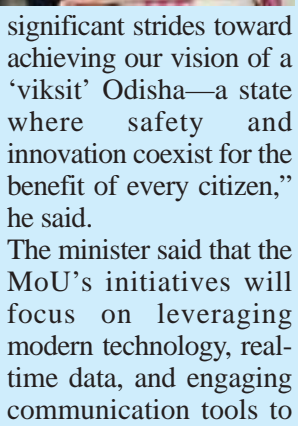 significant strides toward
achieving our vision of a
‘viksit’ Odisha—a state
where safety and
innovation coexist for the
benefit of every citizen,”
he said.
The minister said that the
MoU’s initiatives will
focus on leveraging
modern technology, real-
time data, and engaging
communication tools to